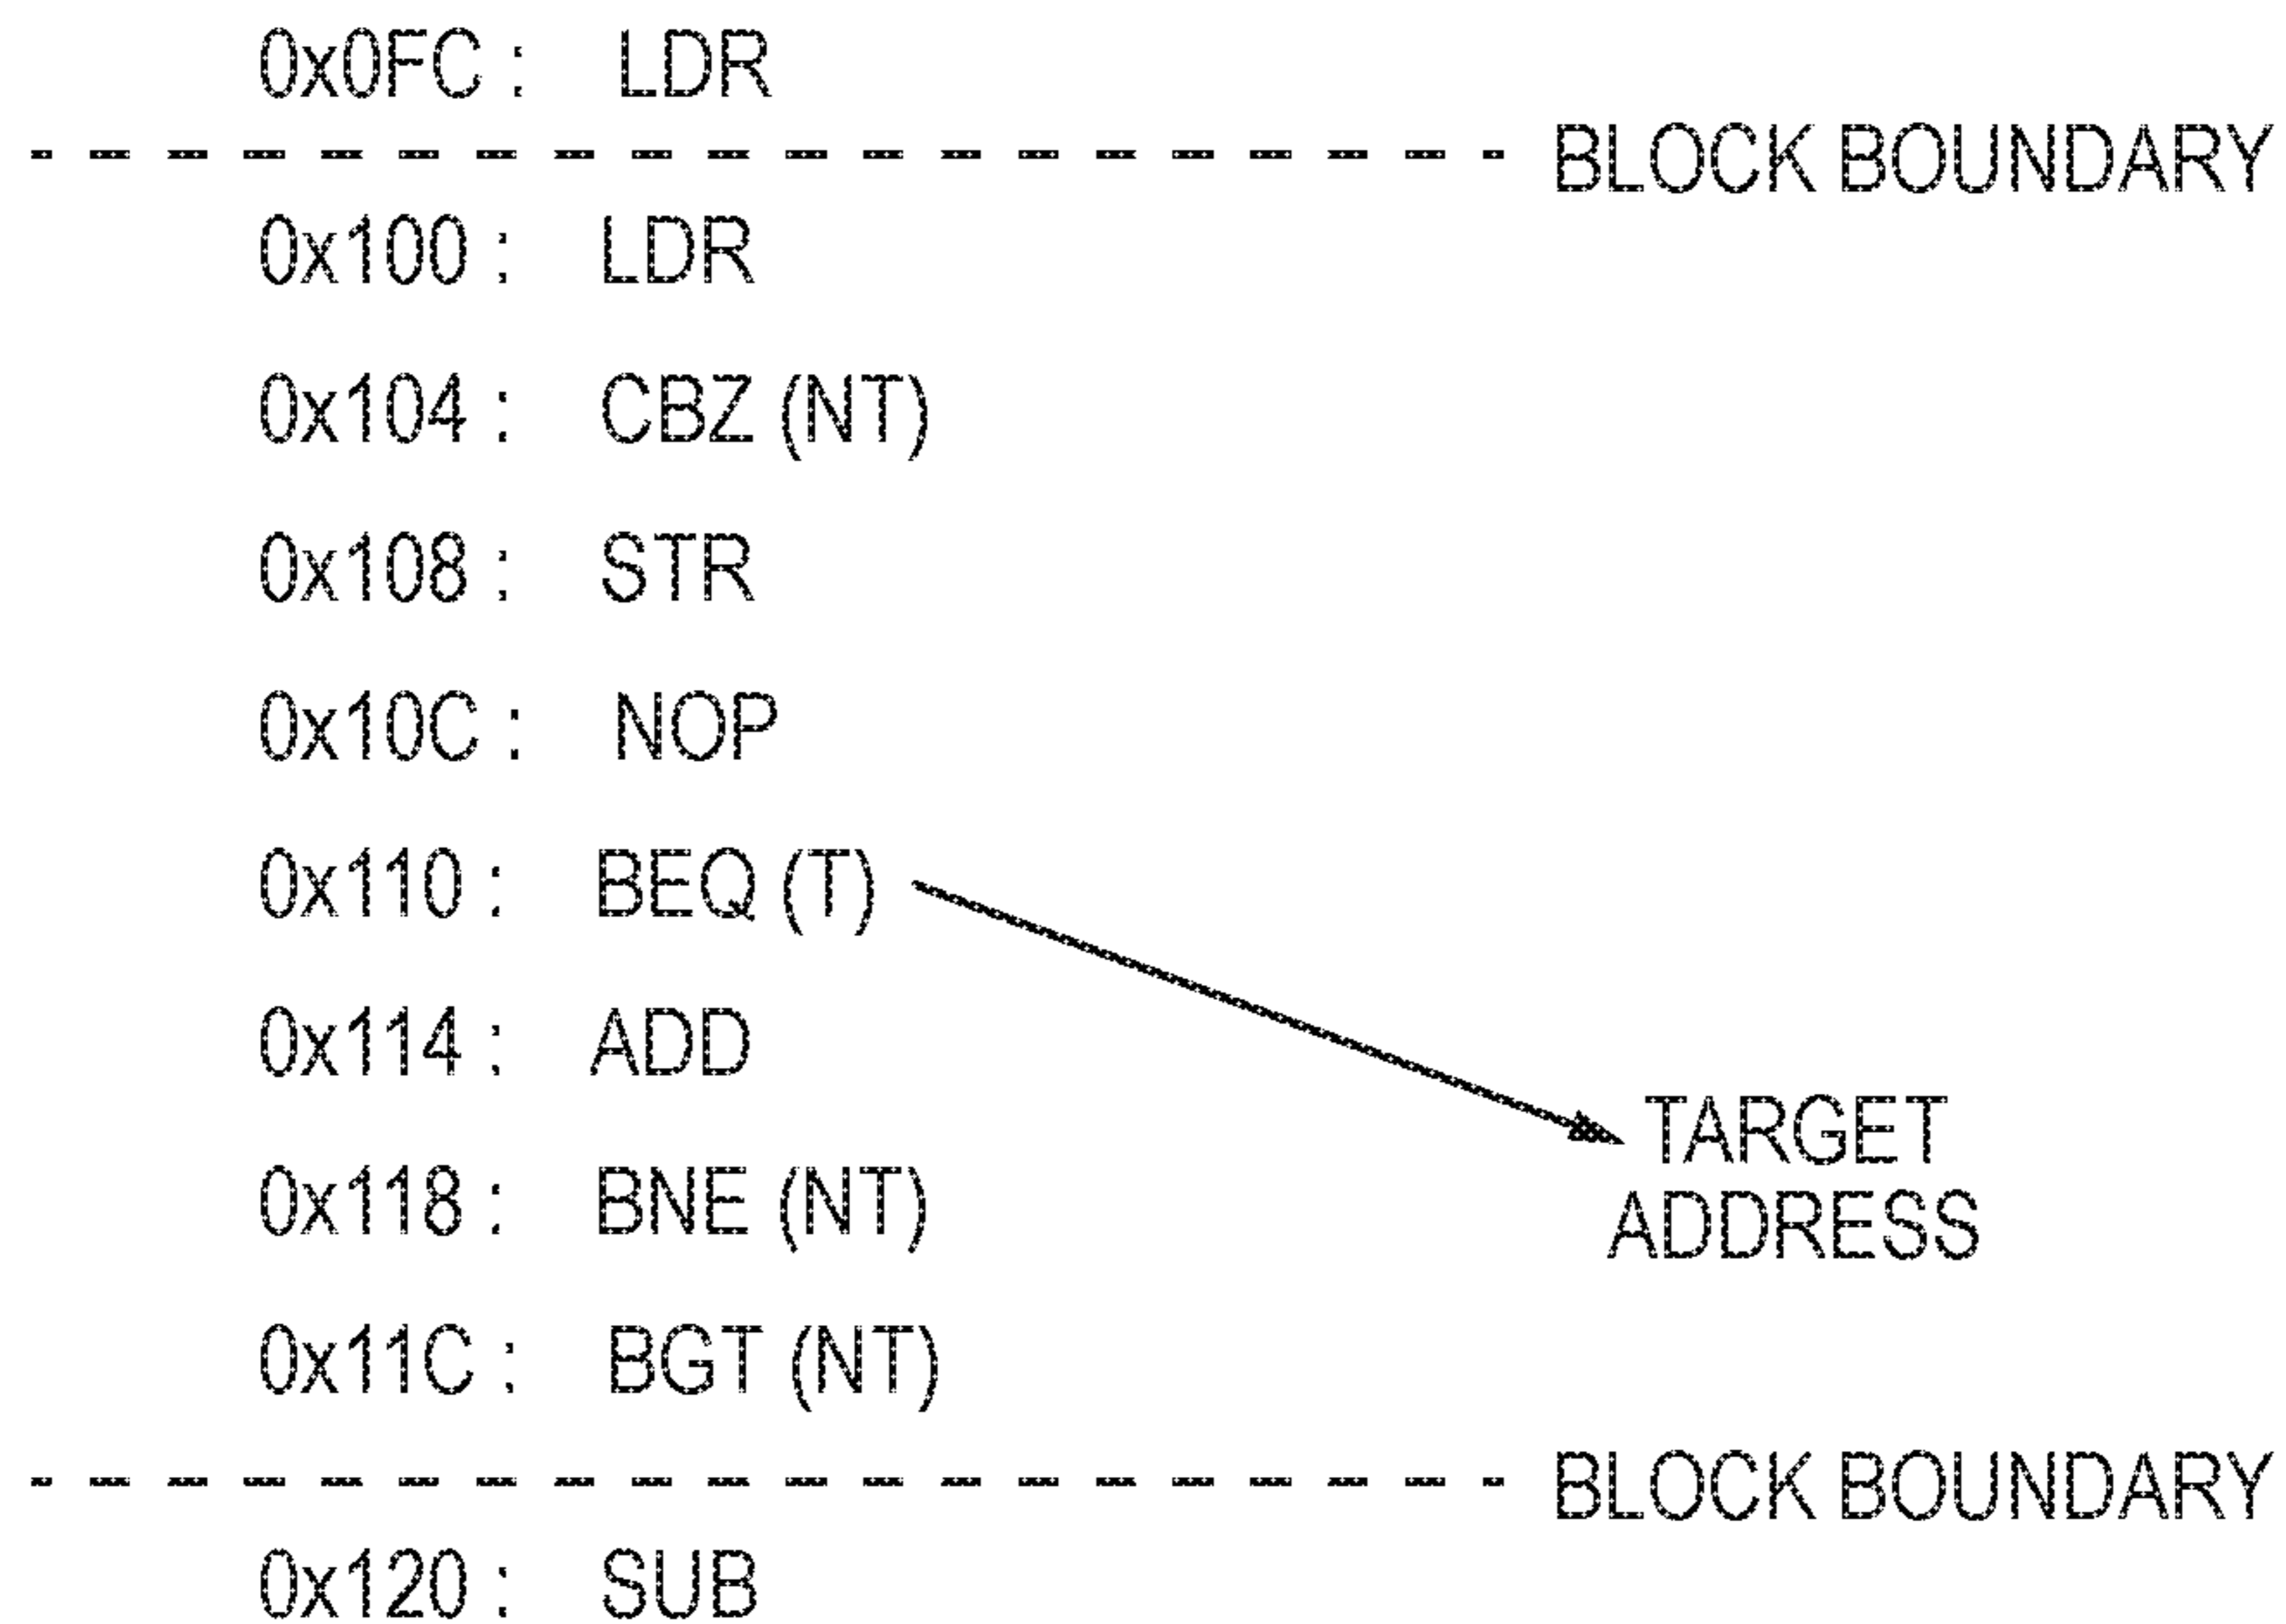 0x0FC : LDR
BLOCK BOUNDARY
0x100 : LDR
0x104 : CBZ (NT)
0x108 : STR
0x10C : NOP
0x110 : BEQ (T)
0x114 : ADD
TARGET
ADDRESS
0x118 : BNE (NT)
0x11C : BGT (NT)
BLOCK BOUNDARY
0x120 : SUB